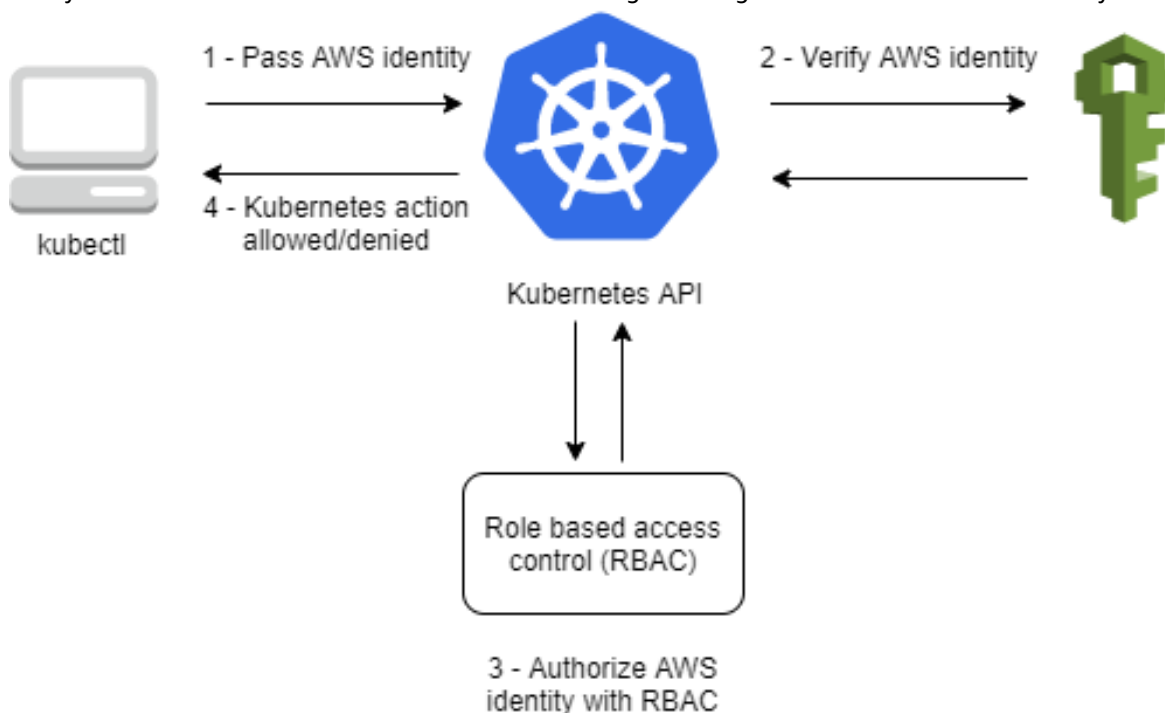 1 - Pass AWS identity
2 - Verify AWS identity
4 - Kubernetes action
allowed/denied
kubectl
Kubernetes API
Role based access
control (RBAC)
3 - Authorize AWS
identity with RBAC